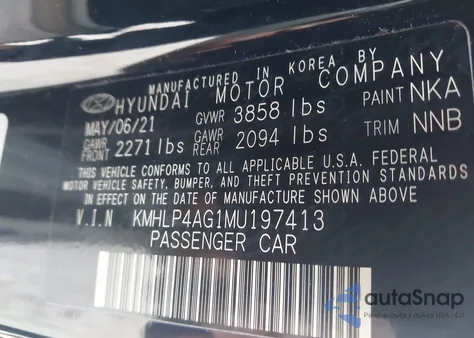 MANUFACTURED IN KOREA BY
HYUNDAI MOTOR COMPANY
MAY/06/21 GVWR 3858 lbs PAINT NKA
GAWR FRONT 2271 lbs GAWR REAR 2094 lbs TRIM NNB
THIS VEHICLE CONFORMS TO ALL APPLICABLE U.S.A. FEDERAL
MOTOR VEHICLE SAFETY, BUMPER, AND THEFT PREVENTION STANDARDS
IN EFFECT ON THE DATE OF MANUFACTURE SHOWN ABOVE
V.I.N KMHLP4AG1MU197413
PASSENGER CAR
autoSnap